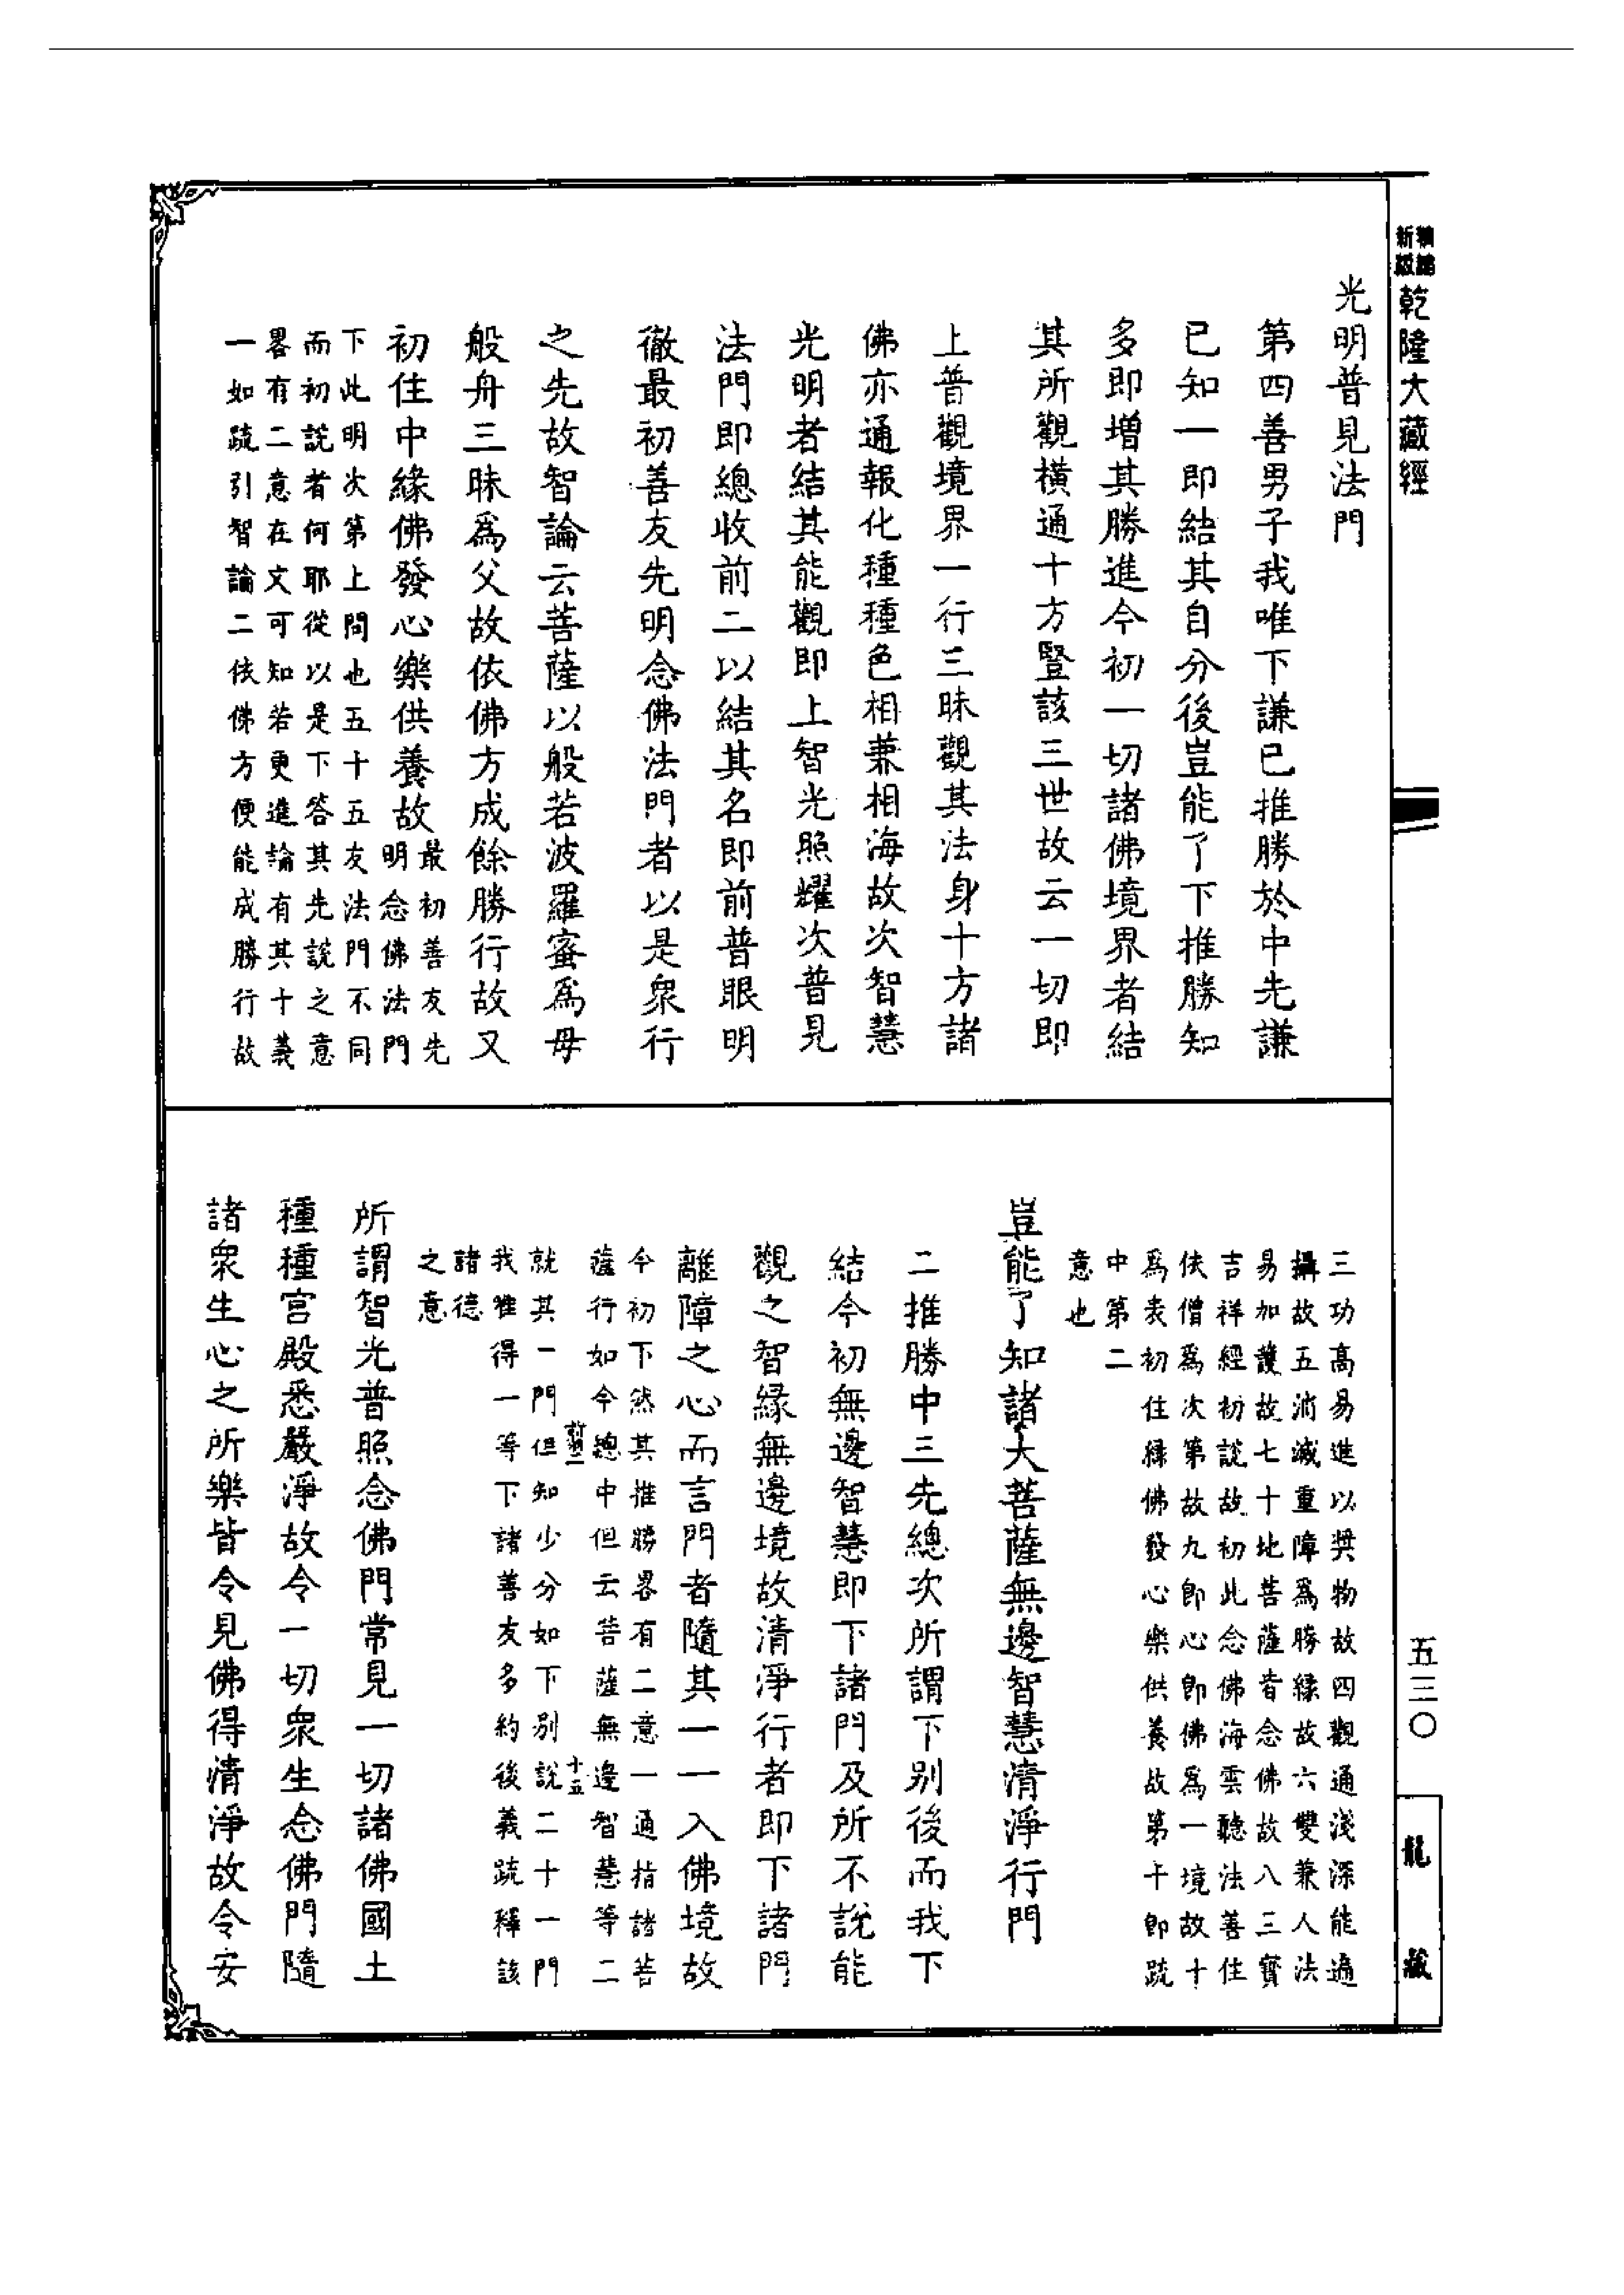 新版
精編
乾隆大藏經
光明普見法門
第四善男子我唯下謙已推勝於中先謙
已知一即結其自分後豈能了下推勝知
多即增其勝進今初一切諸佛境界者結
其所觀橫通十方豎該三世故云一切即
上普觀境界一行三昧觀其法身十方諸
佛亦通報化種種色相兼相海故次智慧
光明者結其能觀即上智光照耀次普見
法門即總收前二以結其名即前普眼明
徹最初善友先明念佛法門者以是眾行
之先故智論云菩薩以般若波羅蜜為母
般舟三昧為父故依佛方成餘勝行故又
初住中緣佛發心樂供養故
最初善友先
明念佛法門
下此明次第上問也五十五友法門不同
而初說者何耶從以是下答其先說之意
畧有二意在文可知若更進論有其十義
一如疏引智論二依佛方便能成勝行故
三功高易進以獎物故四觀通淺深能遍
攝故五消滅重障為勝緣故六雙兼人法
易加護故七十地菩薩皆念佛故八三寶
吉祥經初說故初此念佛海雲聽法善住
依僧為次第故九即心即佛為一境故十
為表初住緣佛發心樂供養故第十即疏
中第二
意也
豈能了知諸大菩薩無邊智慧清淨行門
二推勝中三先總次所謂下别後而我下
結今初無邊智慧即下諸門及所不說能
觀之智緣無邊境故清淨行者即下諸門
離障之心而言門者隨其一一入佛境故
今初下然其推勝畧有二意一通指諸菩
薩行如今總中但云菩薩無邊智慧等二
十五
就其一門但知少分如下别說二十一門
我唯得一等下諸善友多約後義疏釋該
諸德
之意
所謂智光普照念佛門常見一切諸佛國土
種種宮殿悉嚴淨故令一切眾生念佛門隨
諸眾生心之所樂皆令見佛得清淨故令安
五三〇
龍藏